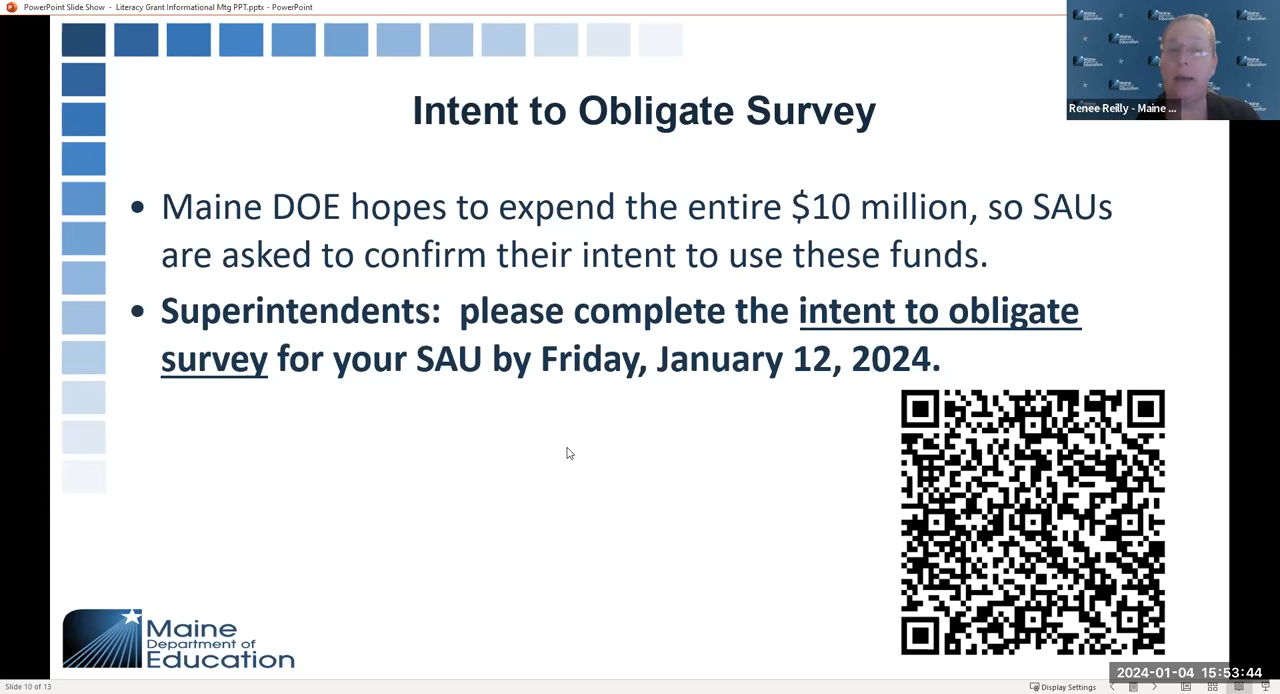 PowerPoint Slide Show - Literacy Grant Informational Mtg PPT.pptx - PowerPoint
Renee Reilly - Maine ...
Intent to Obligate Survey
• Maine DOE hopes to expend the entire $10 million, so SAUs
are asked to confirm their intent to use these funds.
• Superintendents:  please complete the intent to obligate
survey for your SAU by Friday, January 12, 2024.
Maine
Department of
Education
2024-01-04 15:53:44
Slide 10 of 13
Display Settings